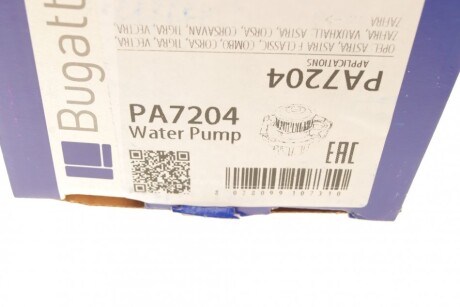 ZAFIRA
ZAFIRA, VAUXHALL, ASTRA, CORSA, CORSAVAN, TIGRA, VECTRA,
OPEL, ASTRA, ASTRA F CLASSIC, COMBO, CORSA, TIGRA, VECTRA,
APPLICATIONS
PA7204
Bugatt
PA7204
Water Pump
EAC